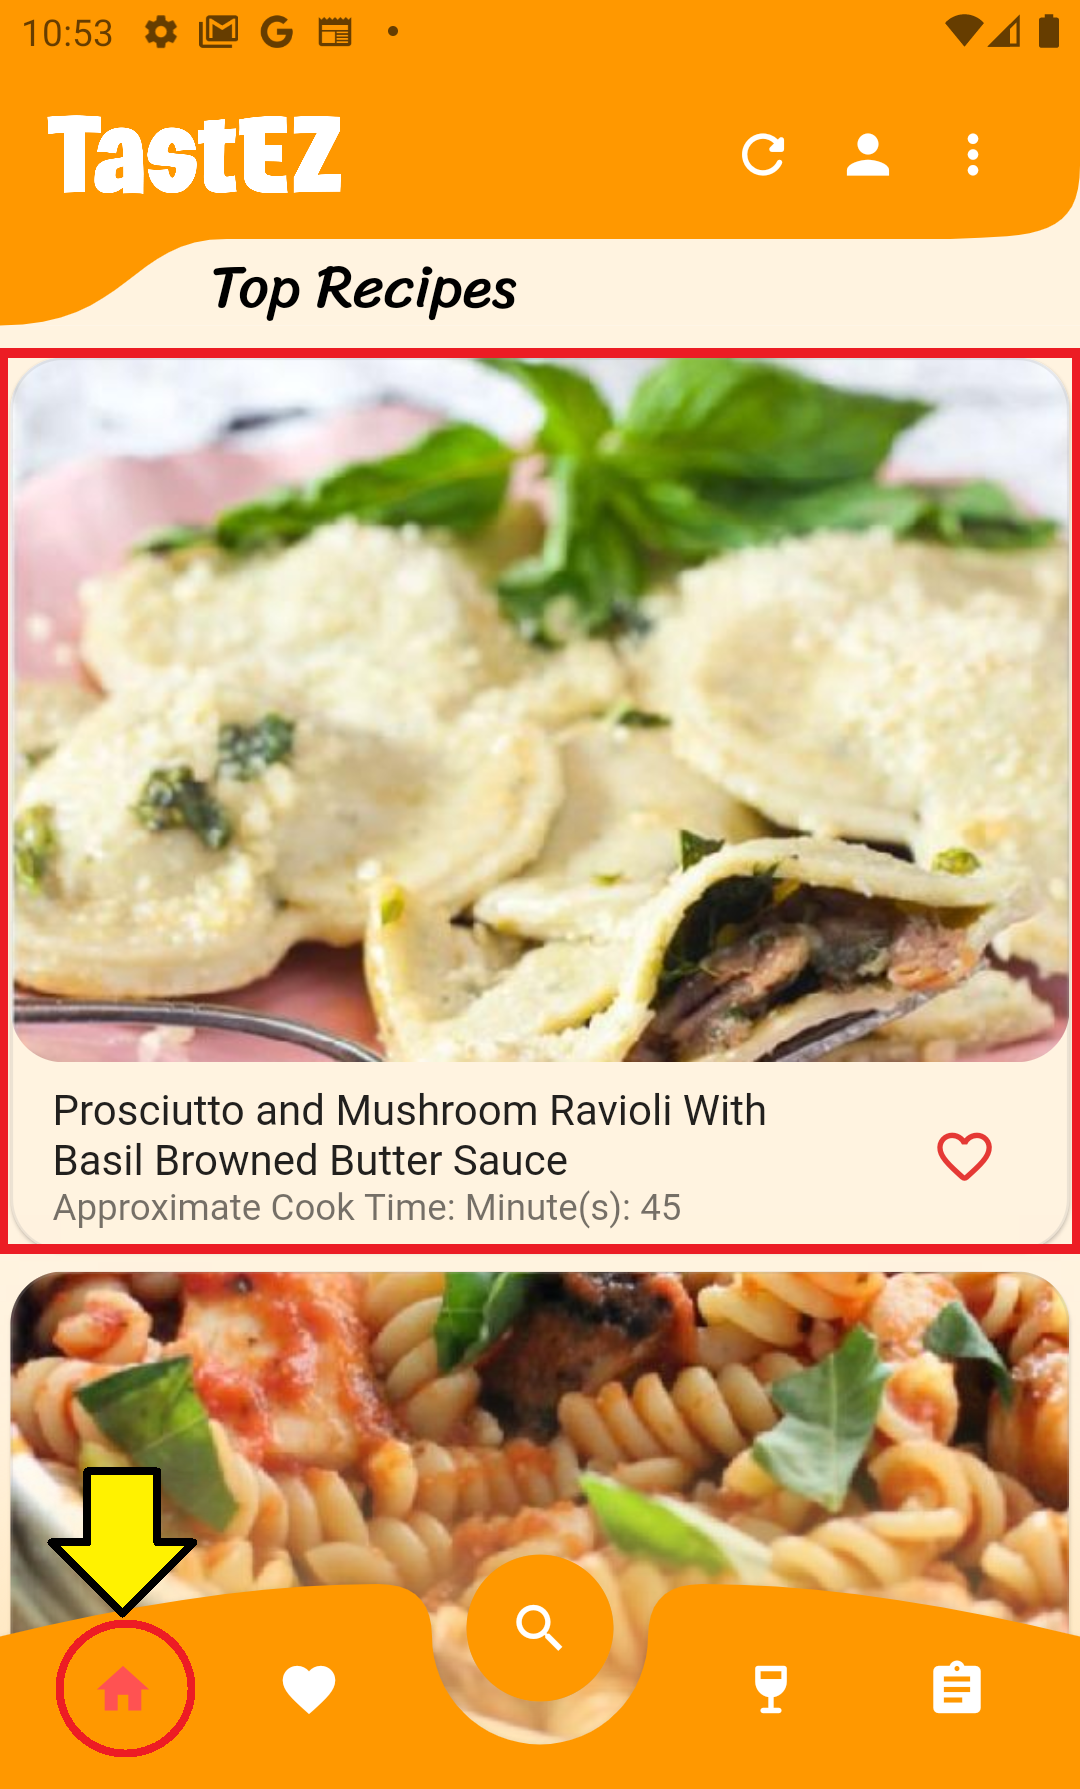 10:53
TastEZ
Top Recipes
Prosciutto and Mushroom Ravioli With
Basil Browned Butter Sauce
Approximate Cook Time: Minute(s): 45